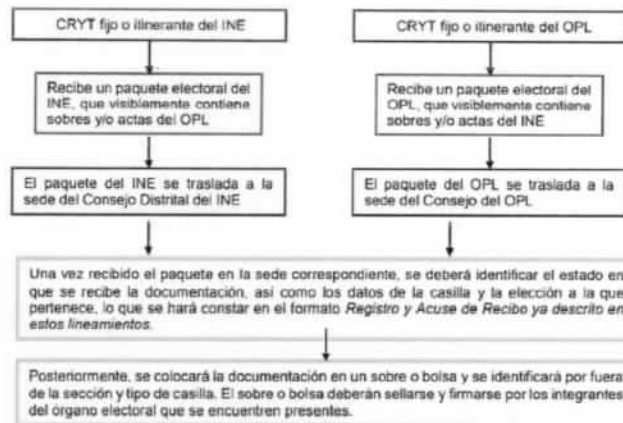 CRYT fijo o itinerante del INE
CRYT fijo o itinerante del OPL
Recibe un paquete electoral del
INE, que visiblemente contiene
sobres y/o actas del OPL
Recibe un paquete electoral del
OPL, que visiblemente contiene
sobres y/o actas del INE
El paquete del INE se traslada a la
sede del Consejo Distrital del INE
El paquete del OPL se traslada a la
sede del Consejo del OPL
Una vez recibido el paquete en la sede correspondiente, se deberá identificar el estado en
que se recibe la documentación, así como los datos de la casilla y la elección a la que
pertenece, lo que se hará constar en el formato Registro y Acuse de Recibo ya descrito en
estos lineamientos.
Posteriormente, se colocará la documentación en un sobre o bolsa y se identificará por fuera
de la sección y tipo de casilla. El sobre o bolsa deberán sellarse y firmarse por los integrantes
del órgano electoral que se encuentren presentes.